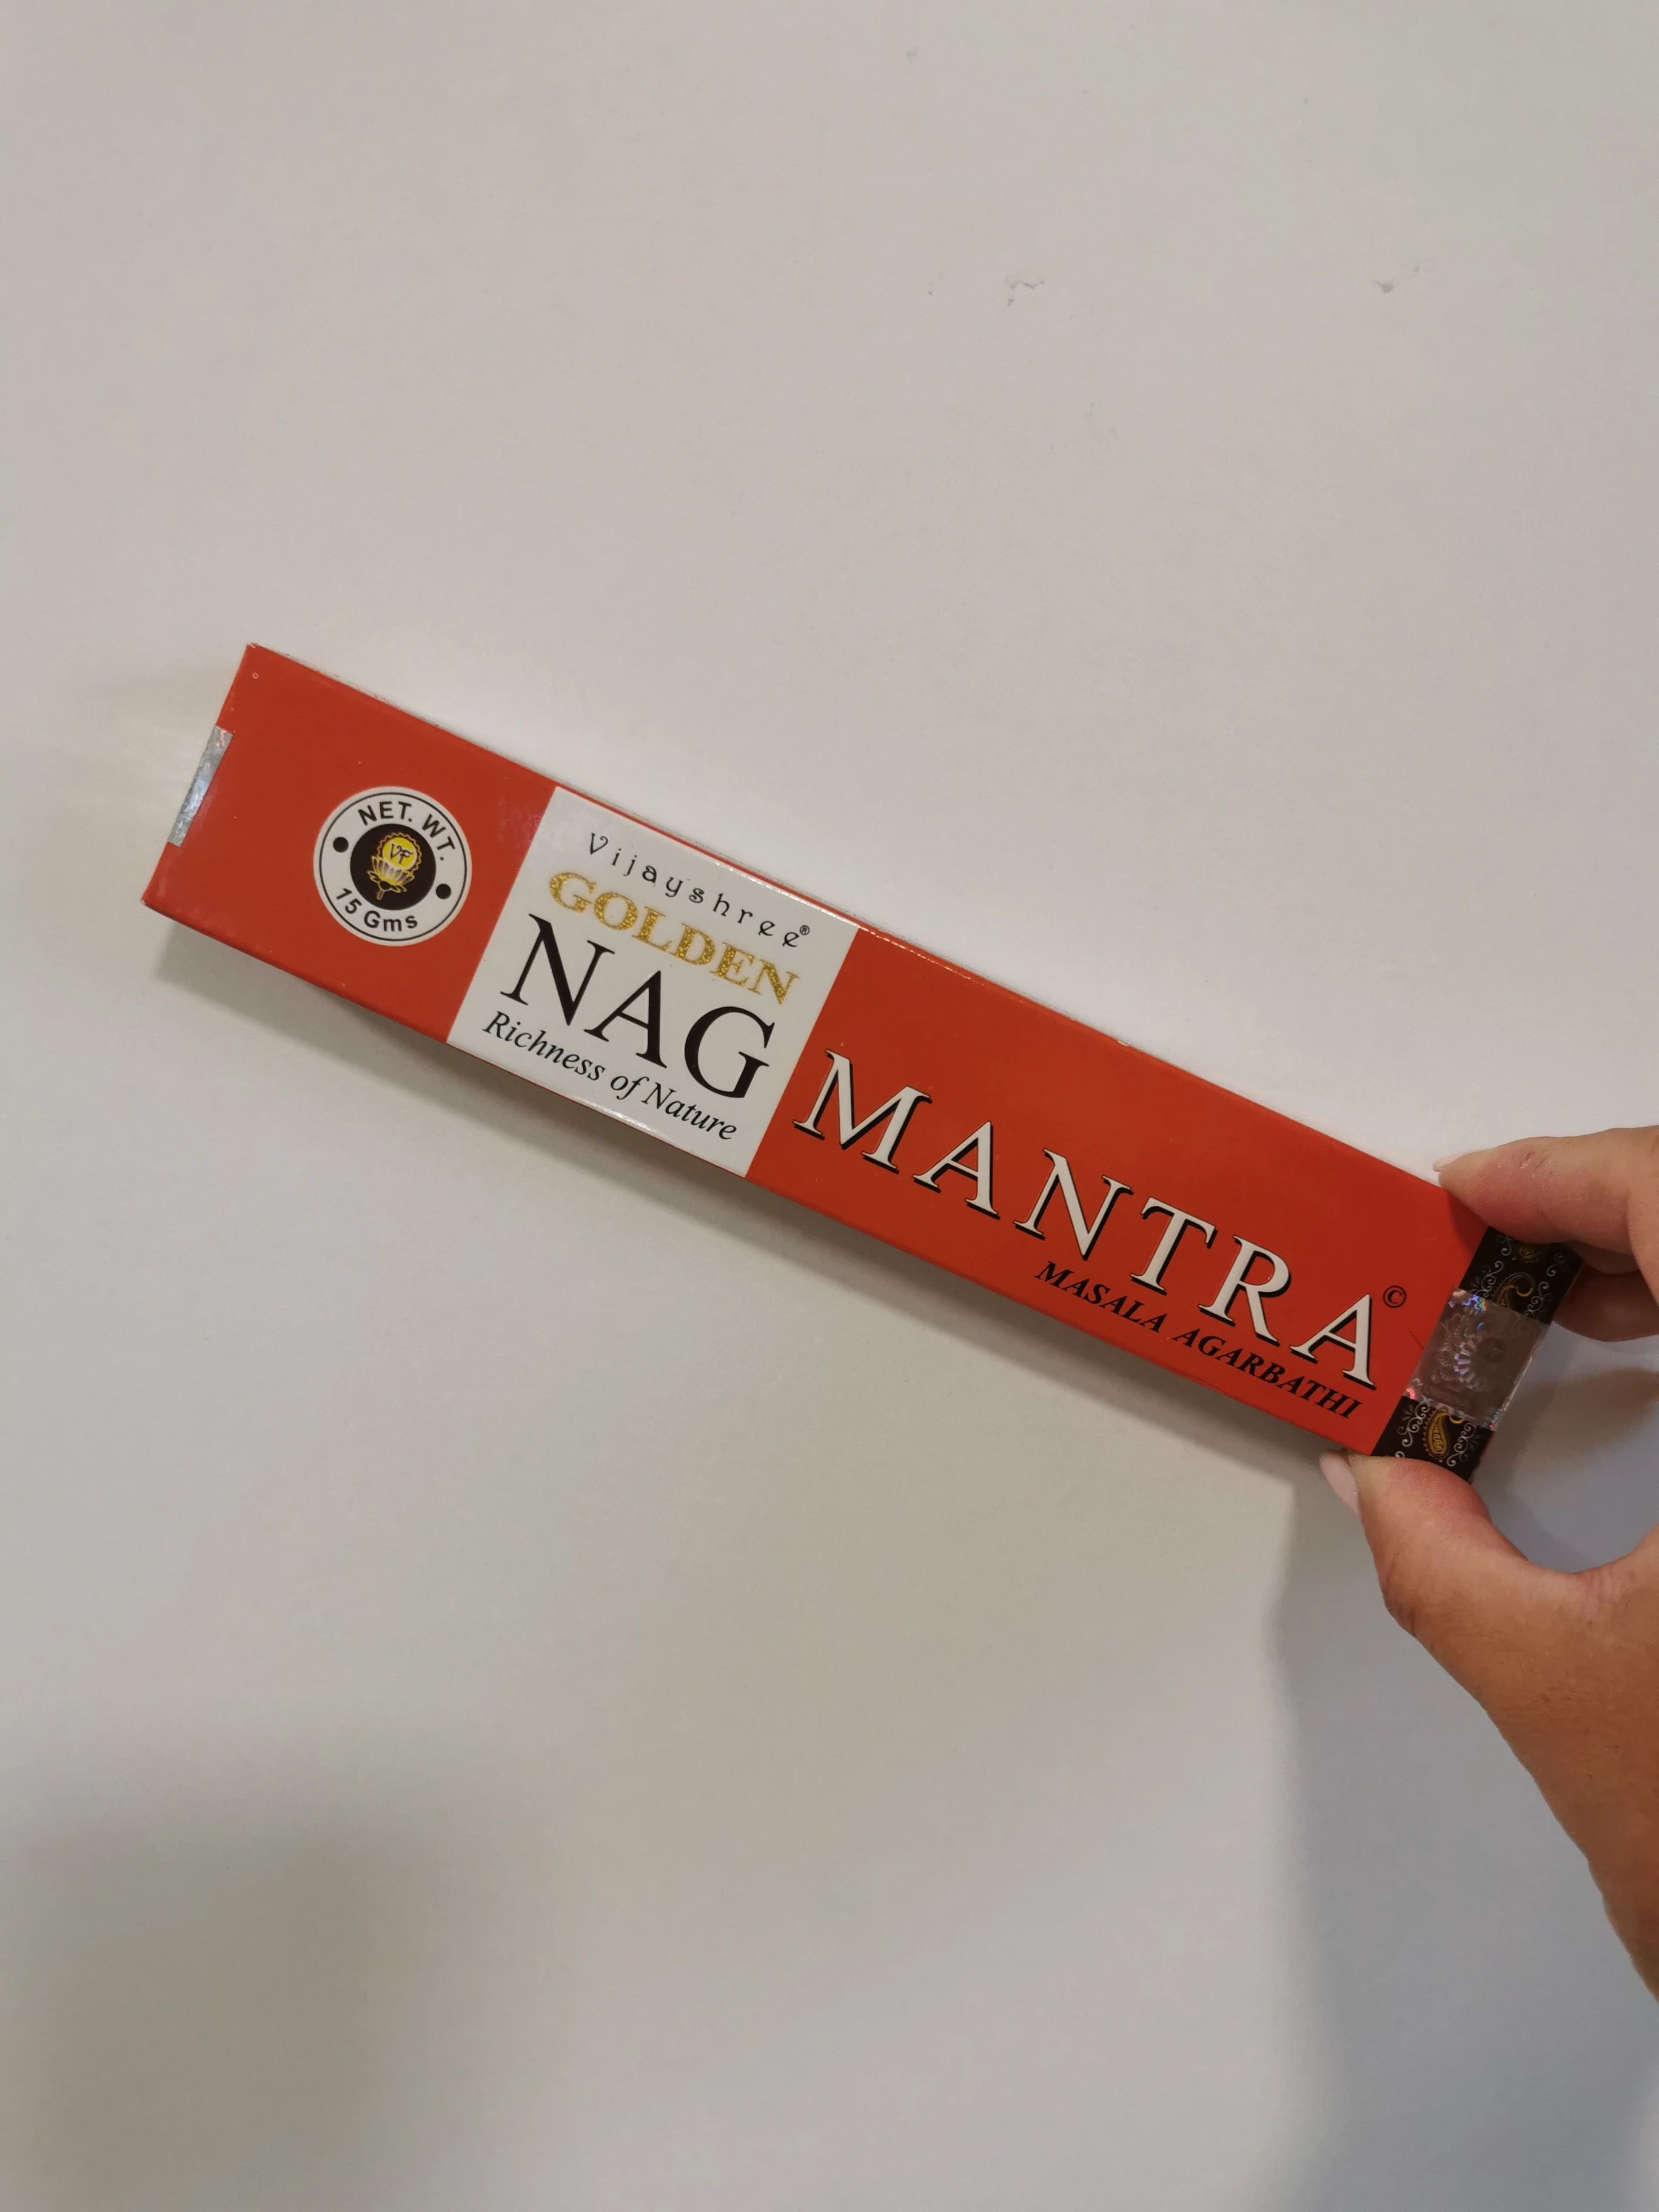 NET. WT.
VF
15 Gms
Vijayshree®
GOLDEN
NAG
Richness of Nature
MANTRA©
MASALA AGARBATHI